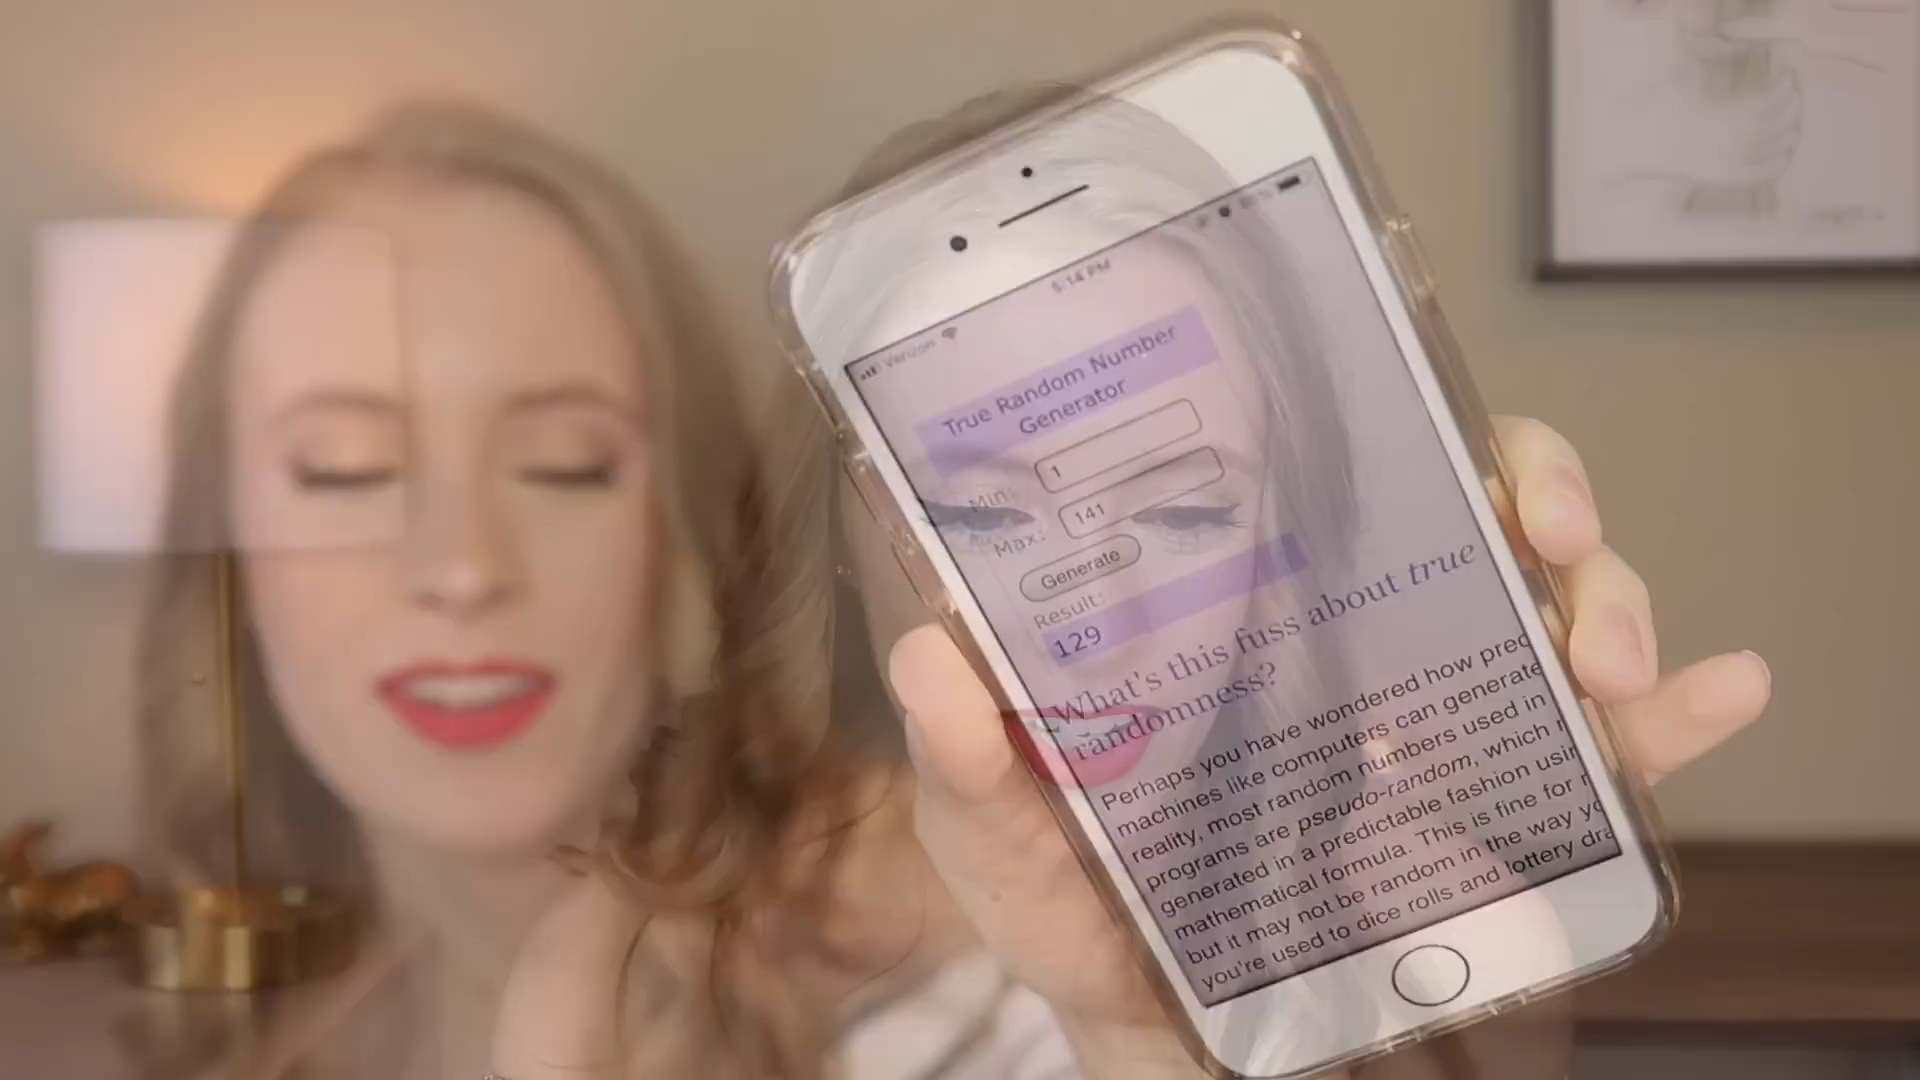 Verizon
5:14 PM
True Random Number
Generator
Min: 1
Max: 141
Generate
Result:
129
What's this fuss about true
randomness?
Perhaps you have wondered how pred
machines like computers can generate
reality, most random numbers used in
programs are pseudo-random, which
generated in a predictable fashion usin
mathematical formula. This is fine for
but it may not be random in the way yo
you're used to dice rolls and lottery dra